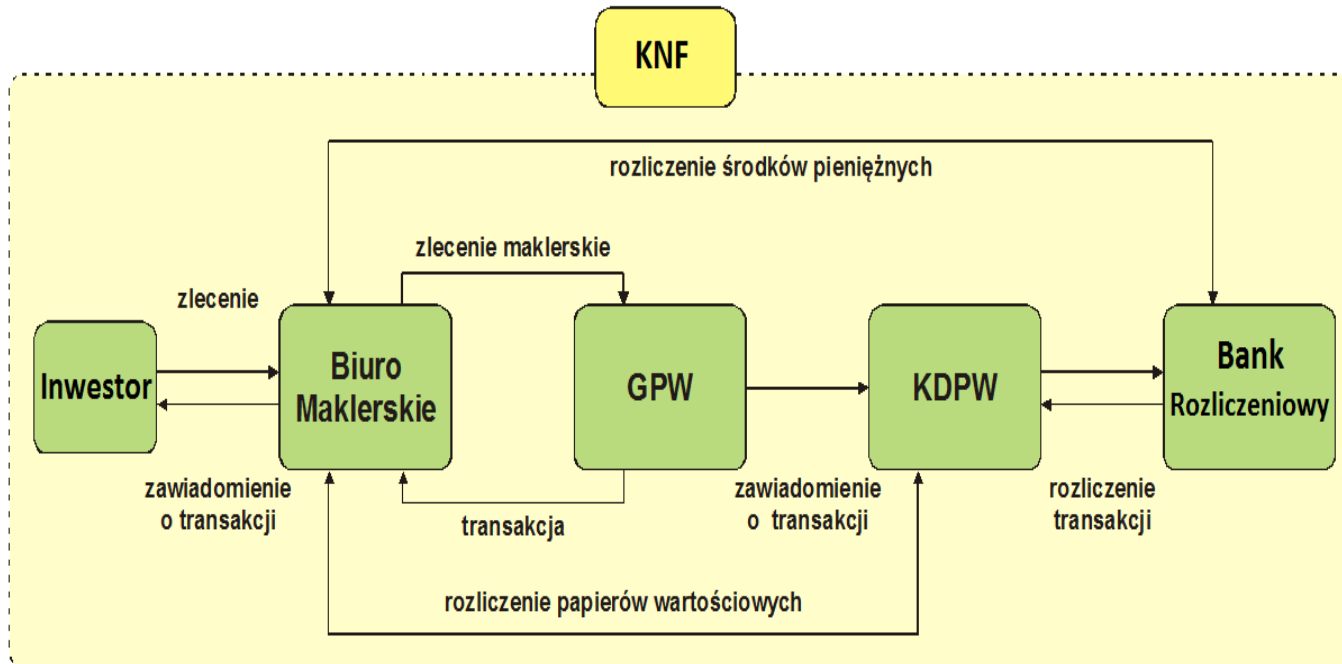 KNF
rozliczenie środków pieniężnych
zlecenie maklerskie
zlecenie
Inwestor
Biuro
Maklerskie
GPW
KDPW
Bank
Rozliczeniowy
zawiadomienie
o transakcji
transakcja
zawiadomienie
o transakcji
rozliczenie
transakcji
rozliczenie papierów wartościowych